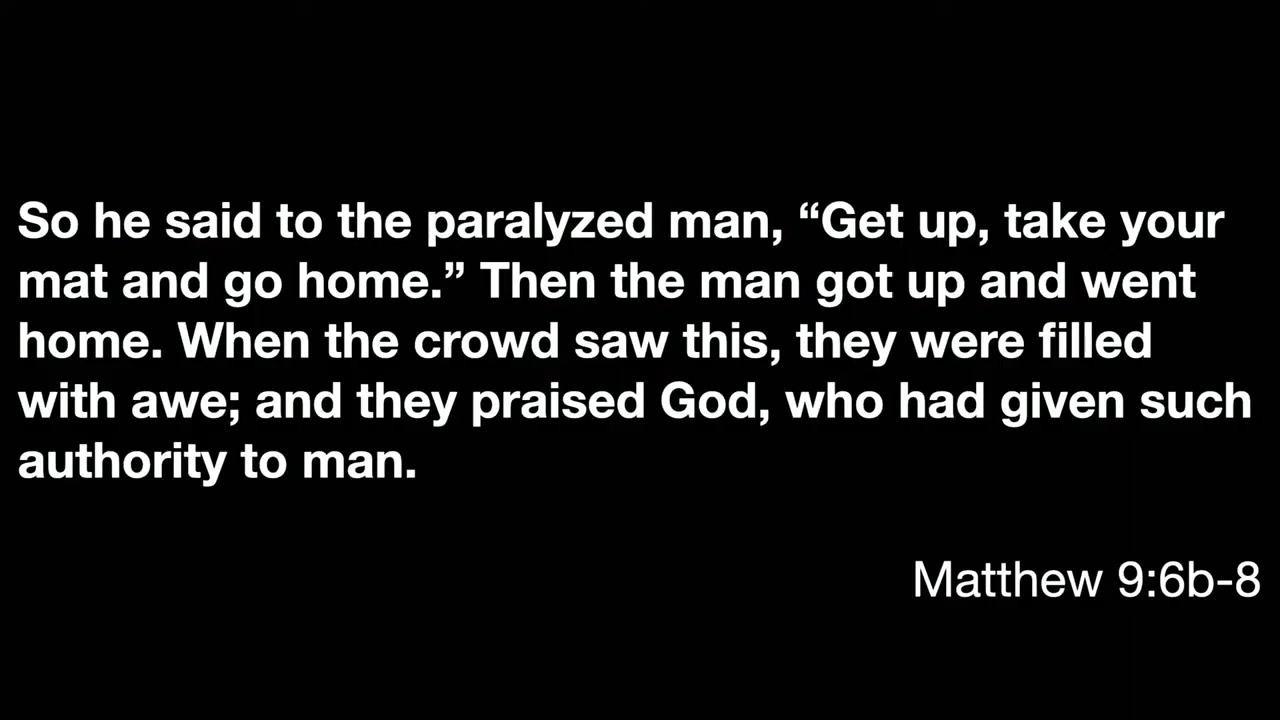 So he said to the paralyzed man, “Get up, take your
mat and go home.” Then the man got up and went
home. When the crowd saw this, they were filled
with awe; and they praised God, who had given such
authority to man.
Matthew 9:6b-8